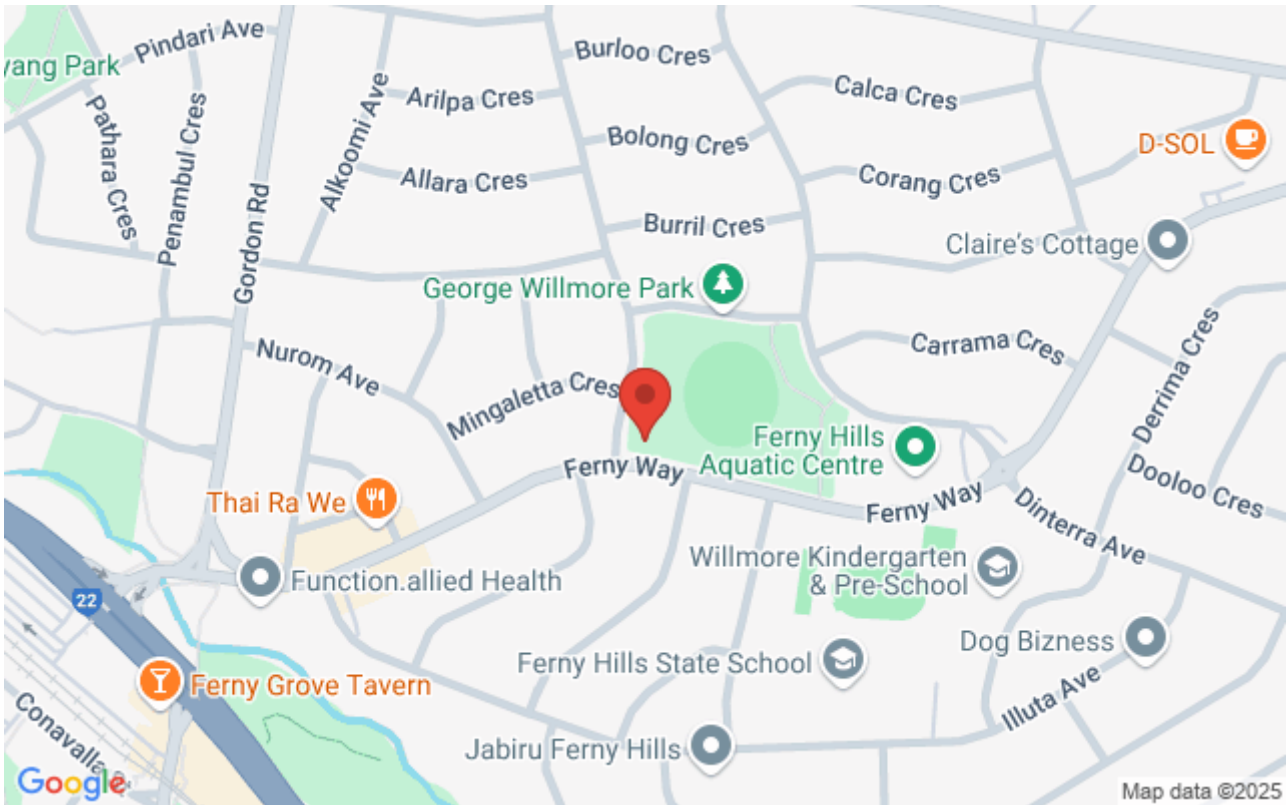 Pindari Ave
yang Park
Burloo Cres
Calca Cres
Arilpa Cres
Pathara Cres
Penambul Cres
Alkoomi Ave
Bolong Cres
D-SOL
Allara Cres
Corang Cres
Burril Cres
Gordon Rd
Claire's Cottage
George Willmore Park
Nurom Ave
Carrama Cres
Derrima Cres
Mingaletta Cres
Ferny Hills
Aquatic Centre
Ferny Way
Dooloo Cres
Thai Ra We
Ferny Way
Dinterra Ave
Willmore Kindergarten
& Pre-School
Function.allied Health
22
Dog Bizness
Ferny Hills State School
Ferny Grove Tavern
Illuta Ave
Conavalla
Jabiru Ferny Hills
Google
Map data ©2025